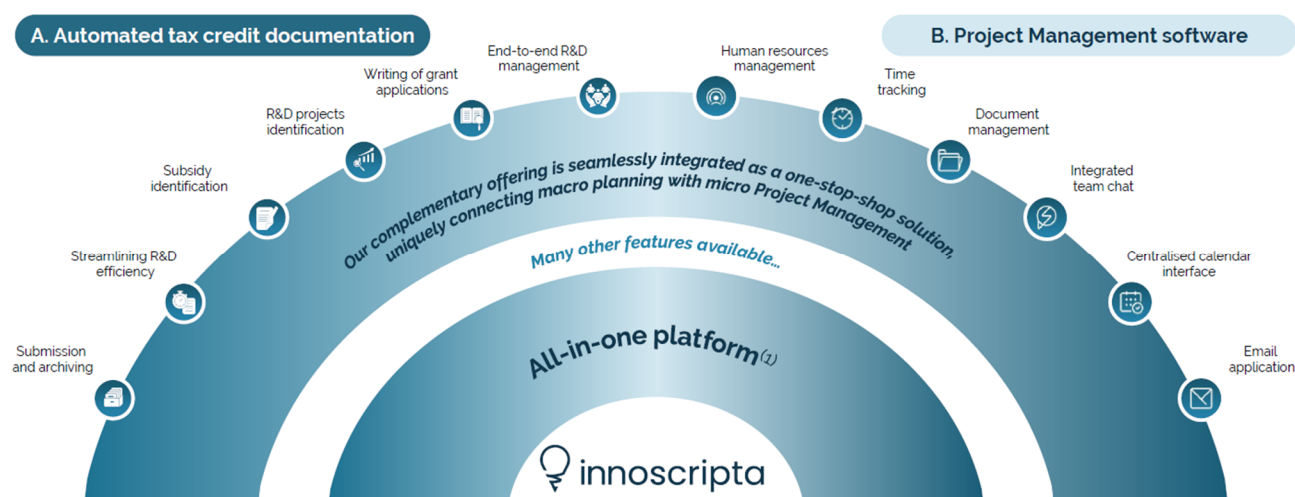 A. Automated tax credit documentation
B. Project Management software
End-to-end R&D
management
Writing of grant
applications
R&D projects
identification
Subsidy
identification
Streamlining R&D
efficiency
Submission
and archiving
Human resources
management
Time
tracking
Document
management
Integrated
team chat
Centralised calendar
interface
Email
application
Our complementary offering is seamlessly integrated as a one-stop-shop solution,
uniquely connecting macro planning with micro Project Management
Many other features available...
All-in-one platform(1)
innoscripta